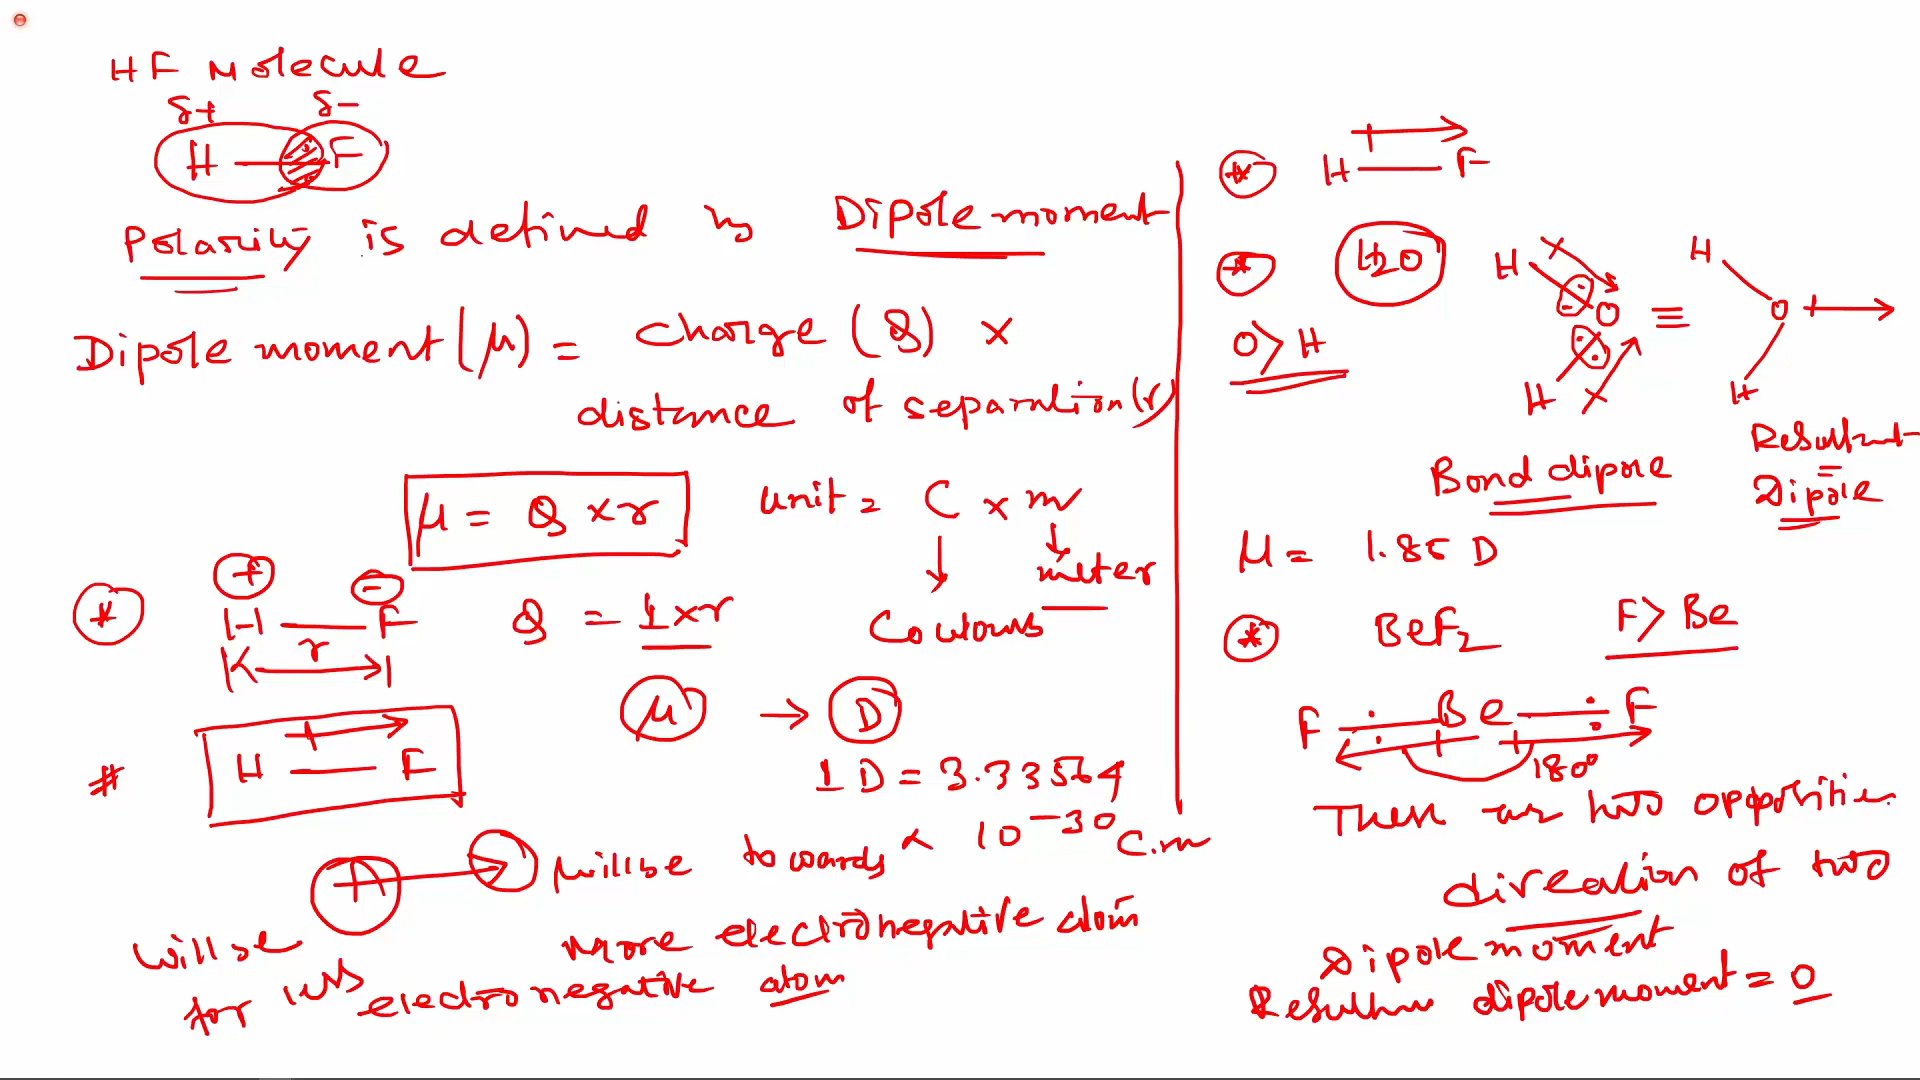 HF Molecule
δ+ δ-
H — F
Polarity is defined by Dipole moment
Dipole moment (μ) = charge (Q) ×
distance of separation (r)
μ = Q × r
unit = C × m
meter
Coulombs
+ -
H — F
r
Q = 1×r
μ → D
1 D = 3.33564
× 10⁻³⁰ C.m
# H — F
will be towards
more electronegative atom
will be
for less electronegative atom
* H — F
* H2O
H O H ≡ H O H
O > H
Bond dipole
Resultant
Dipole
μ = 1.85 D
* BeF2 F > Be
F Be F
180°
There are two opposities
direction of two
Dipole moment
dipole moment = 0